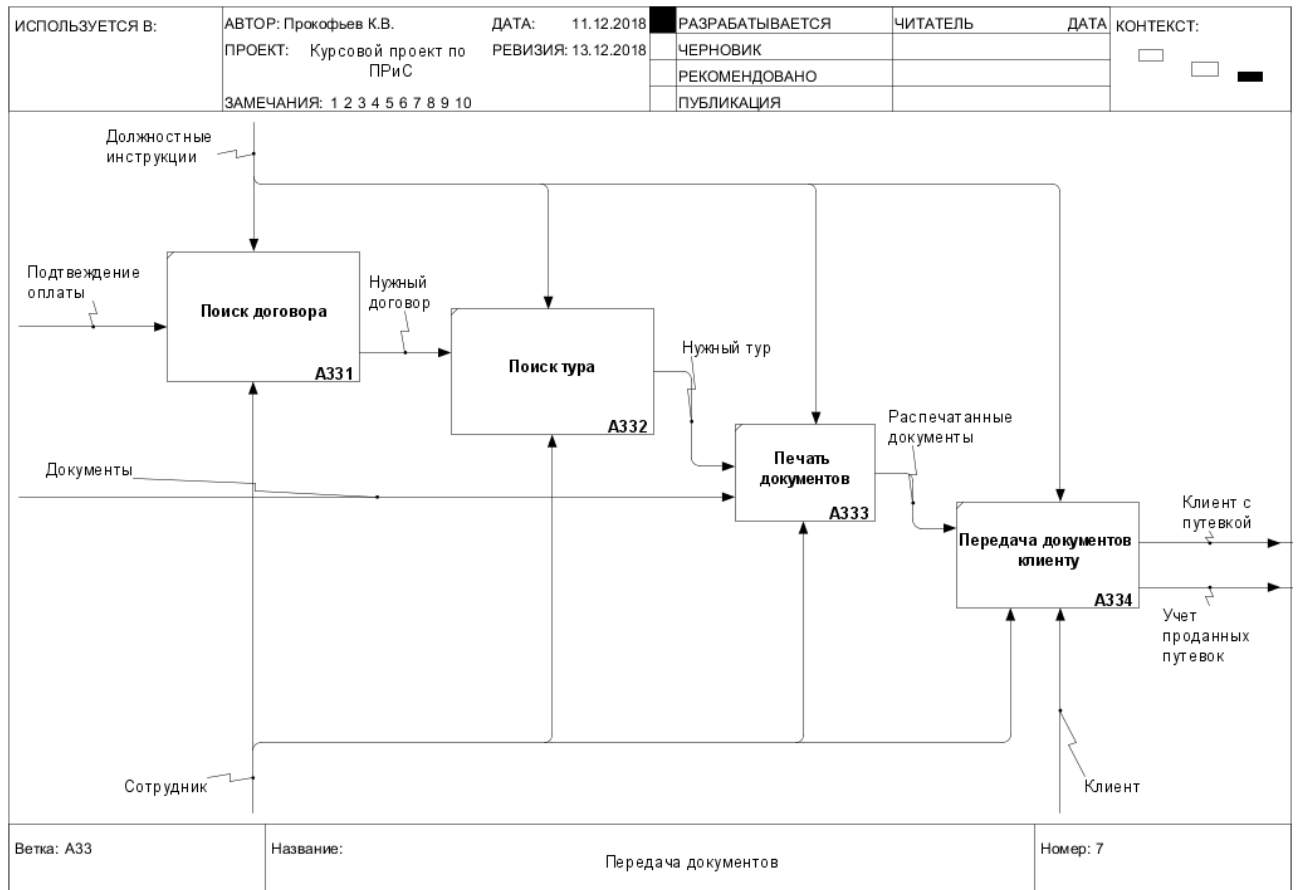 ИСПОЛЬЗУЕТСЯ В:
АВТОР: Прокофьев К.В.
ДАТА: 11.12.2018
ПРОЕКТ: Курсовой проект по
ПРиС
РЕВИЗИЯ: 13.12.2018
ЗАМЕЧАНИЯ: 1 2 3 4 5 6 7 8 9 10
РАЗРАБАТЫВАЕТСЯ
ЧЕРНОВИК
РЕКОМЕНДОВАНО
ПУБЛИКАЦИЯ
ЧИТАТЕЛЬ
ДАТА
КОНТЕКСТ:
Должностные
инструкции
Подтвеждение
оплаты
Поиск договора
A331
Нужный
договор
Поиск тура
A332
Нужный тур
Документы
Печать
документов
A333
Распечатанные
документы
Передача документов
клиенту
A334
Клиент с
путевкой
Учет
проданных
путевок
Сотрудник
Клиент
Ветка: A33
Название:
Передача документов
Номер: 7